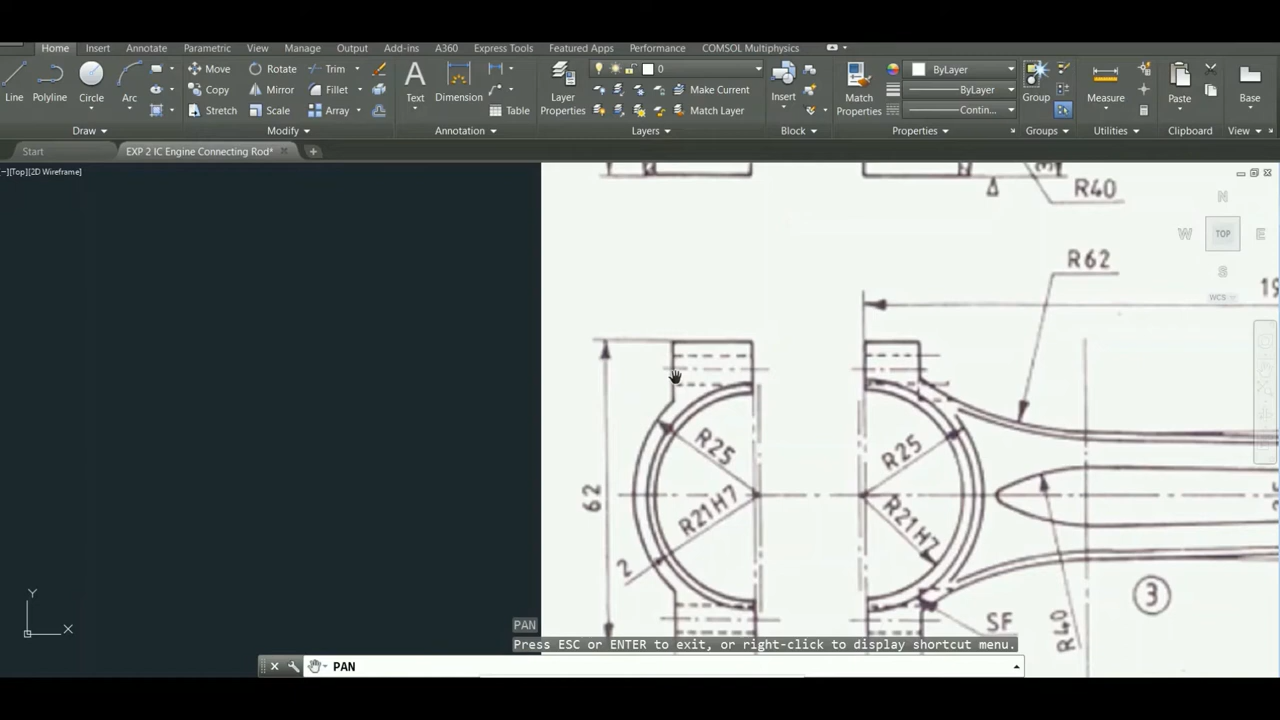 Home Insert Annotate Parametric View Manage Output Add-ins A360 Express Tools Featured Apps Performance COMSOL Multiphysics
Line Polyline Circle Arc
Move Rotate Trim
Copy Mirror Fillet
Stretch Scale Array
Text Dimension Table
Layer Properties
0
Make Current
Match Layer
Insert
Match Properties
ByLayer
ByLayer
Contin...
Group
Measure
Paste
Base
Draw Modify Annotation Layers Block Properties Groups Utilities Clipboard View
Start EXP 2 IC Engine Connecting Rod*
−][Top][2D Wireframe]
N
W TOP E
S
WCS
R40
R62
19
62
R25
R21H7
2
R25
R21H7
SF
R40
3
Y
X
PAN
Press ESC or ENTER to exit, or right-click to display shortcut menu.
PAN